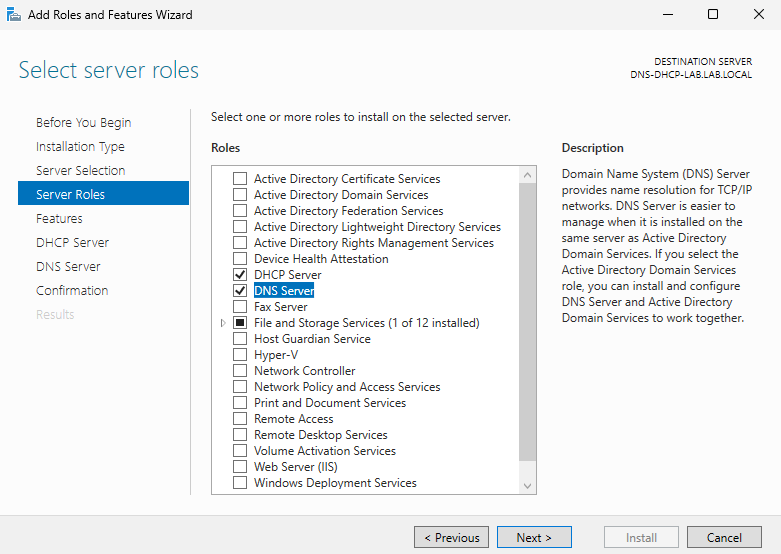 Add Roles and Features Wizard
Select server roles
DESTINATION SERVER
DNS-DHCP-LAB.LAB.LOCAL
Before You Begin
Installation Type
Server Selection
Server Roles
Features
DHCP Server
DNS Server
Confirmation
Results
Select one or more roles to install on the selected server.
Roles
Active Directory Certificate Services
Active Directory Domain Services
Active Directory Federation Services
Active Directory Lightweight Directory Services
Active Directory Rights Management Services
Device Health Attestation
DHCP Server
DNS Server
Fax Server
File and Storage Services (1 of 12 installed)
Host Guardian Service
Hyper-V
Network Controller
Network Policy and Access Services
Print and Document Services
Remote Access
Remote Desktop Services
Volume Activation Services
Web Server (IIS)
Windows Deployment Services
Description
Domain Name System (DNS) Server
provides name resolution for TCP/IP
networks. DNS Server is easier to
manage when it is installed on the
same server as Active Directory
Domain Services. If you select the
Active Directory Domain Services
role, you can install and configure
DNS Server and Active Directory
Domain Services to work together.
< Previous
Next >
Install
Cancel